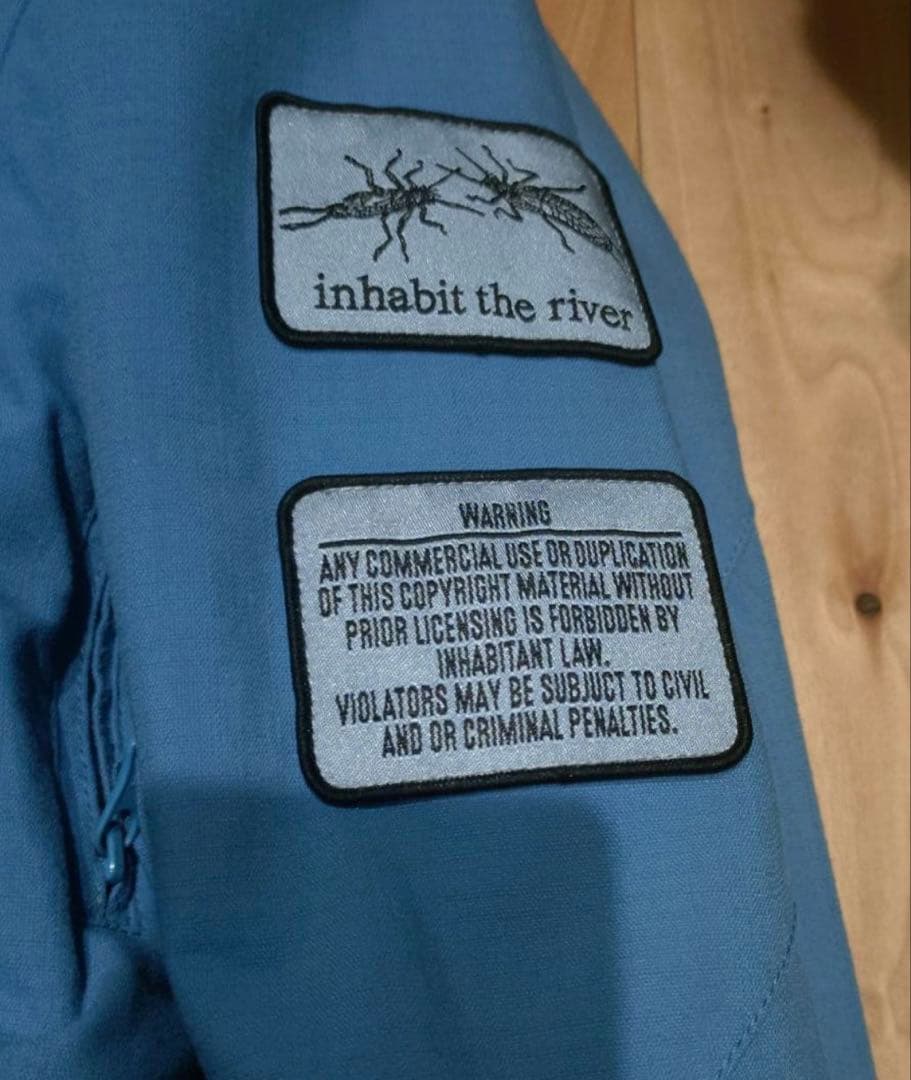 inhabit the river
WARNING
ANY COMMERCIAL USE OR DUPLICATION
OF THIS COPYRIGHT MATERIAL WITHOUT
PRIOR LICENSING IS FORBIDDEN BY
INHABITANT LAW.
VIOLATORS MAY BE SUBJUCT TO CIVIL
AND OR CRIMINAL PENALTIES.